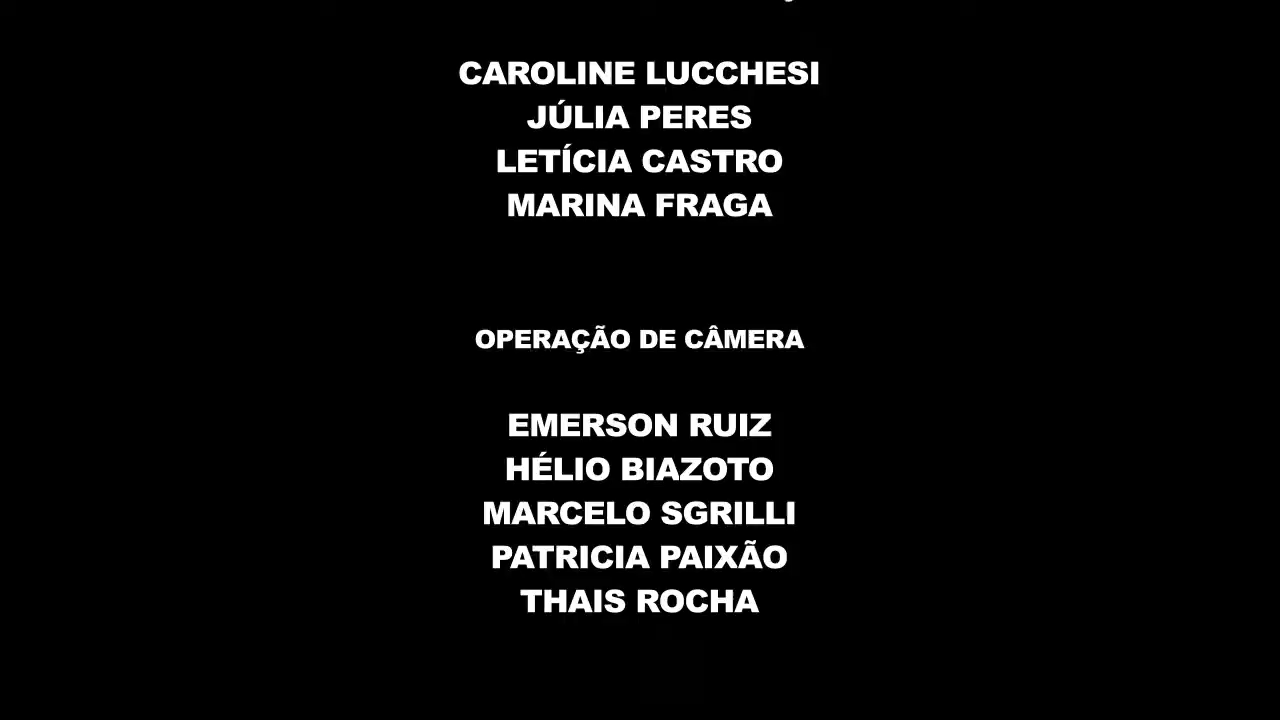 CAROLINE LUCCHESI
JÚLIA PERES
LETÍCIA CASTRO
MARINA FRAGA
OPERAÇÃO DE CÂMERA
EMERSON RUIZ
HÉLIO BIAZOTO
MARCELO SGRILLI
PATRICIA PAIXÃO
THAIS ROCHA